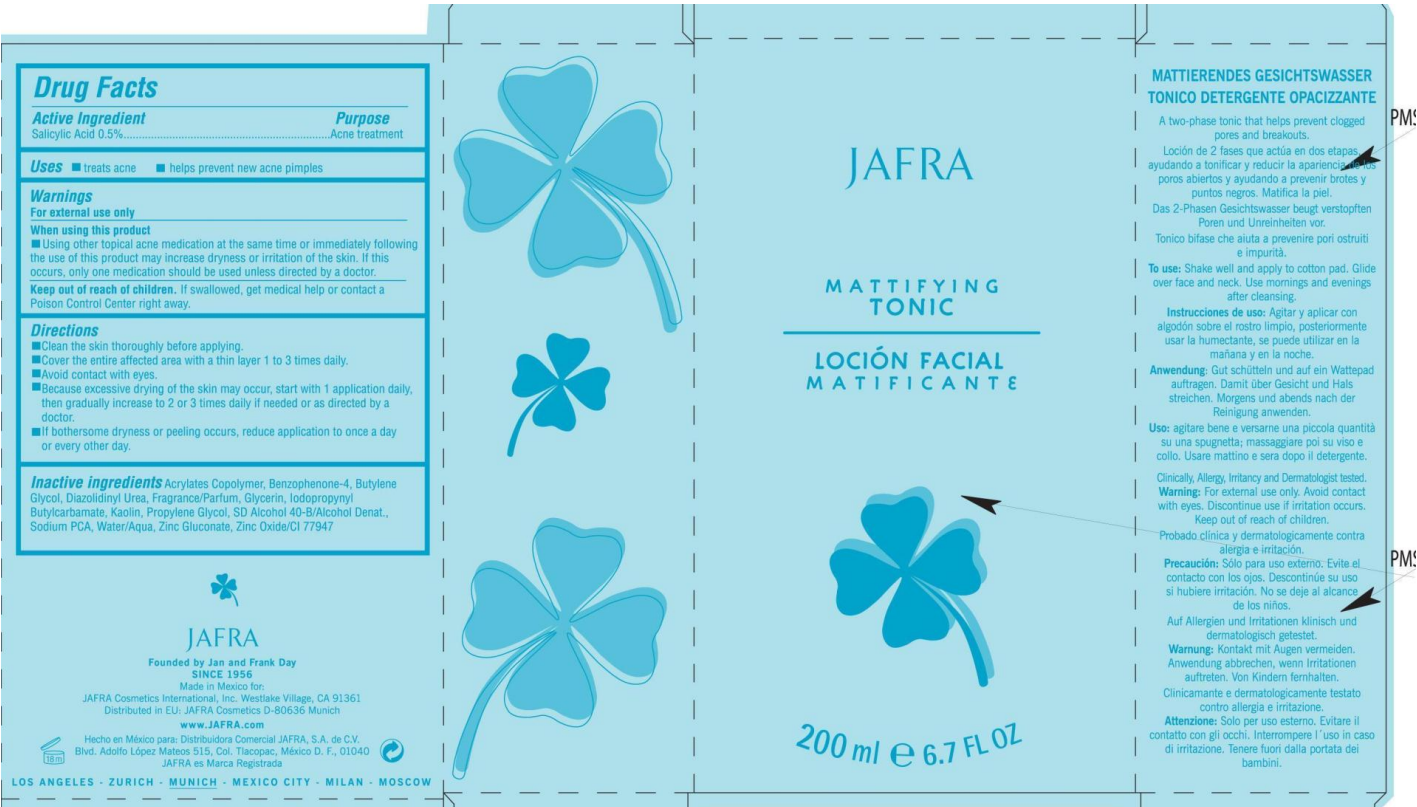 Drug Facts
Active Ingredient Purpose
Salicylic Acid 0.5%......................................................................Acne treatment
Uses ■ treats acne ■ helps prevent new acne pimples
Warnings
For external use only
When using this product
■ Using other topical acne medication at the same time or immediately following
the use of this product may increase dryness or irritation of the skin. If this
occurs, only one medication should be used unless directed by a doctor.
Keep out of reach of children. If swallowed, get medical help or contact a
Poison Control Center right away.
Directions
■ Clean the skin thoroughly before applying.
■ Cover the entire affected area with a thin layer 1 to 3 times daily.
■ Avoid contact with eyes.
■ Because excessive drying of the skin may occur, start with 1 application daily,
then gradually increase to 2 or 3 times daily if needed or as directed by a
doctor.
■ If bothersome dryness or peeling occurs, reduce application to once a day
or every other day.
Inactive ingredients Acrylates Copolymer, Benzophenone-4, Butylene
Glycol, Diazolidinyl Urea, Fragrance/Parfum, Glycerin, Iodopropynyl
Butylcarbamate, Kaolin, Propylene Glycol, SD Alcohol 40-B/Alcohol Denat.,
Sodium PCA, Water/Aqua, Zinc Gluconate, Zinc Oxide/CI 77947
JAFRA
Founded by Jan and Frank Day
SINCE 1956
Made in Mexico for:
JAFRA Cosmetics International, Inc. Westlake Village, CA 91361
Distributed in EU: JAFRA Cosmetics D-80636 Munich
www.JAFRA.com
Hecho en México para: Distribuidora Comercial JAFRA, S.A. de C.V.
Blvd. Adolfo López Mateos 515, Col. Tlacopac, México D. F., 01040
JAFRA es Marca Registrada
18 m
LOS ANGELES - ZURICH - MUNICH - MEXICO CITY - MILAN - MOSCOW
JAFRA
MATTIFYING
TONIC
LOCIÓN FACIAL
MATIFICANTE
200 ml e 6.7 FL OZ
MATTIERENDES GESICHTSWASSER
TONICO DETERGENTE OPACIZZANTE
A two-phase tonic that helps prevent clogged
pores and breakouts.
Loción de 2 fases que actúa en dos etapas,
ayudando a tonificar y reducir la apariencia de los
poros abiertos y ayudando a prevenir brotes y
puntos negros. Matifica la piel.
Das 2-Phasen Gesichtswasser beugt verstopften
Poren und Unreinheiten vor.
Tonico bifase che aiuta a prevenire pori ostruiti
e impurità.
To use: Shake well and apply to cotton pad. Glide
over face and neck. Use mornings and evenings
after cleansing.
Instrucciones de uso: Agitar y aplicar con
algodón sobre el rostro limpio, posteriormente
usar la humectante, se puede utilizar en la
mañana y en la noche.
Anwendung: Gut schütteln und auf ein Wattepad
auftragen. Damit über Gesicht und Hals
streichen. Morgens und abends nach der
Reinigung anwenden.
Uso: agitare bene e versarne una piccola quantità
su una spugnetta; massaggiare poi su viso e
collo. Usare mattino e sera dopo il detergente.
Clinically, Allergy, Irritancy and Dermatologist tested.
Warning: For external use only. Avoid contact
with eyes. Discontinue use if irritation occurs.
Keep out of reach of children.
Probado clínica y dermatologicamente contra
alergia e irritación.
Precaución: Sólo para uso externo. Evite el
contacto con los ojos. Descontinúe su uso
si hubiere irritación. No se deje al alcance
de los niños.
Auf Allergien und Irritationen klinisch und
dermatologisch getestet.
Warnung: Kontakt mit Augen vermeiden.
Anwendung abbrechen, wenn Irritationen
auftreten. Von Kindern fernhalten.
Clinicamante e dermatologicamente testato
contro allergia e irritazione.
Attenzione: Solo per uso esterno. Evitare il
contatto con gli occhi. Interrompere l´uso in caso
di irritazione. Tenere fuori dalla portata dei
bambini.
PMS
PMS